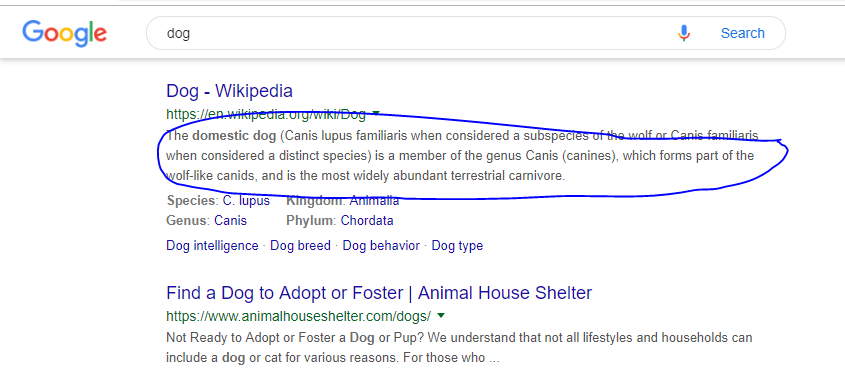 Google dog Search
Dog - Wikipedia
https://en.wikipedia.org/wiki/Dog
The domestic dog (Canis lupus familiaris when considered a subspecies of the wolf or Canis familiaris
when considered a distinct species) is a member of the genus Canis (canines), which forms part of the
wolf-like canids, and is the most widely abundant terrestrial carnivore.
Species: C. lupus Kingdom: Animalia
Genus: Canis Phylum: Chordata
Dog intelligence · Dog breed · Dog behavior · Dog type
Find a Dog to Adopt or Foster | Animal House Shelter
https://www.animalhouseshelter.com/dogs/
Not Ready to Adopt or Foster a Dog or Pup? We understand that not all lifestyles and households can
include a dog or cat for various reasons. For those who ...